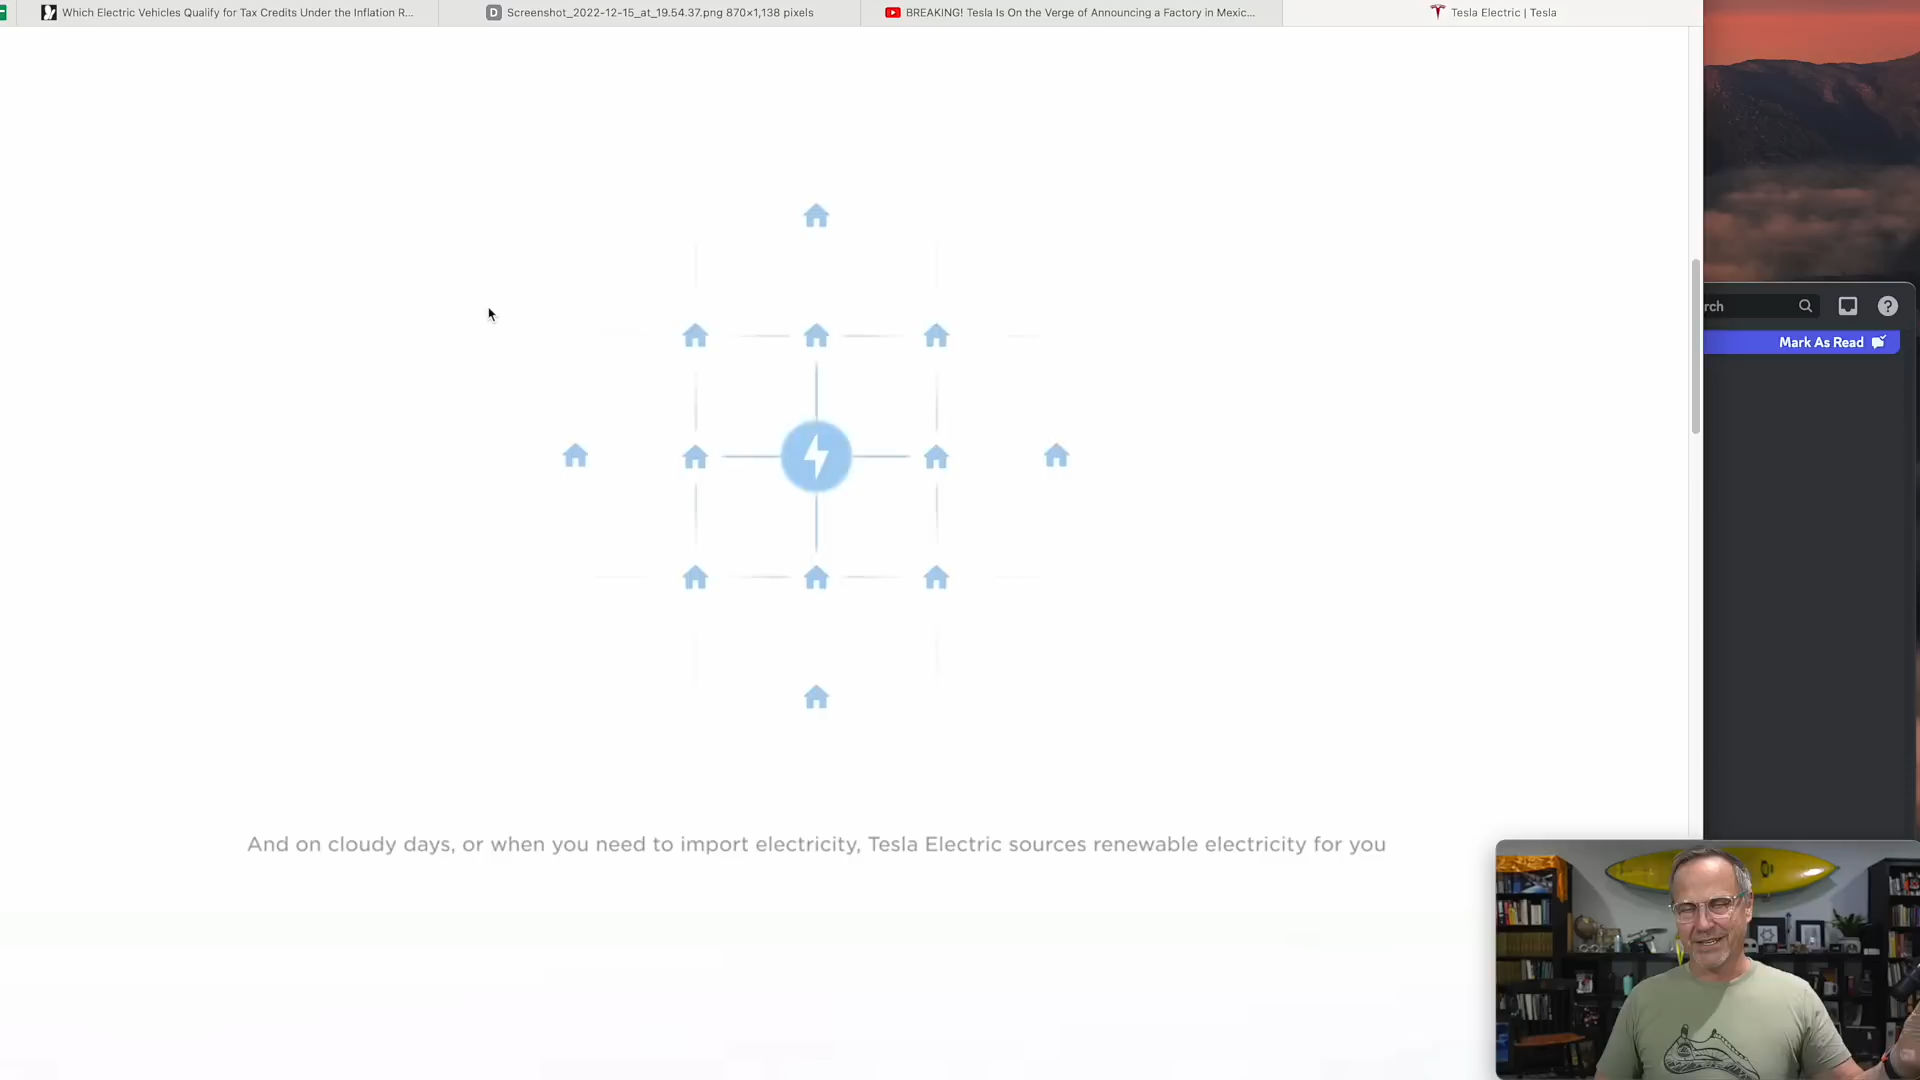 Which Electric Vehicles Qualify for Tax Credits Under the Inflation R...
Screenshot_2022-12-15_at_19.54.37.png 870×1,138 pixels
BREAKING! Tesla Is On the Verge of Announcing a Factory in Mexic...
Tesla Electric | Tesla
rch
Mark As Read
And on cloudy days, or when you need to import electricity, Tesla Electric sources renewable electricity for you